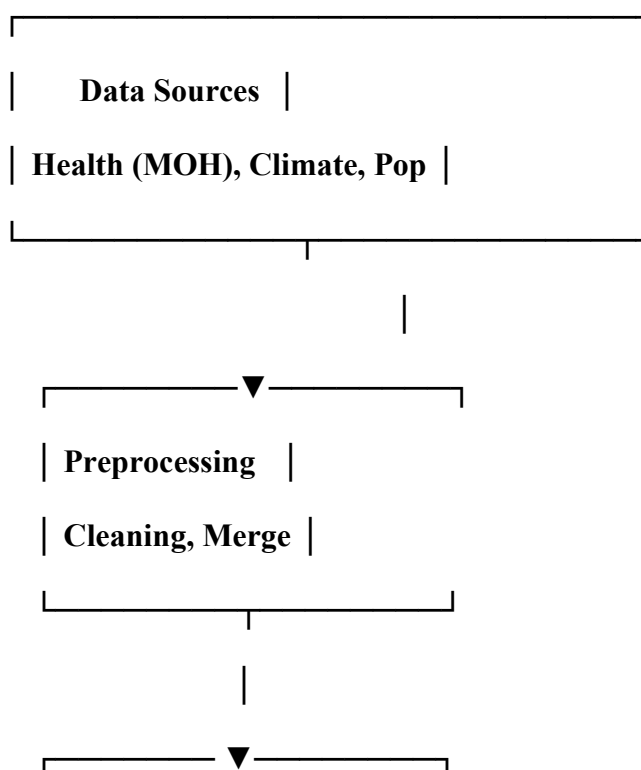 Data Sources
Health (MOH), Climate, Pop
Preprocessing
Cleaning, Merge